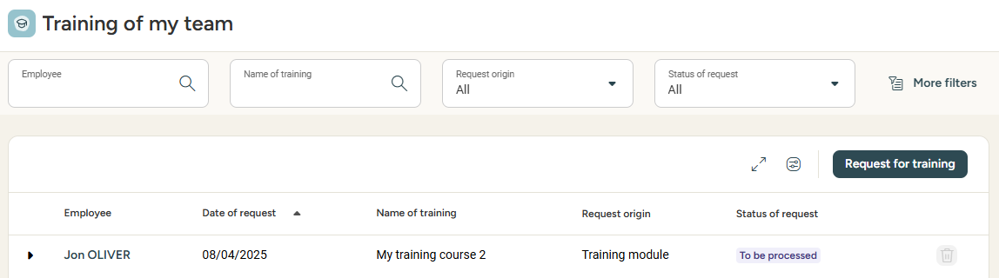 Training of my team
Employee
Name of training
Request origin
All
Status of request
All
More filters
Request for training
Employee Date of request Name of training Request origin Status of request
Jon OLIVER 08/04/2025 My training course 2 Training module To be processed